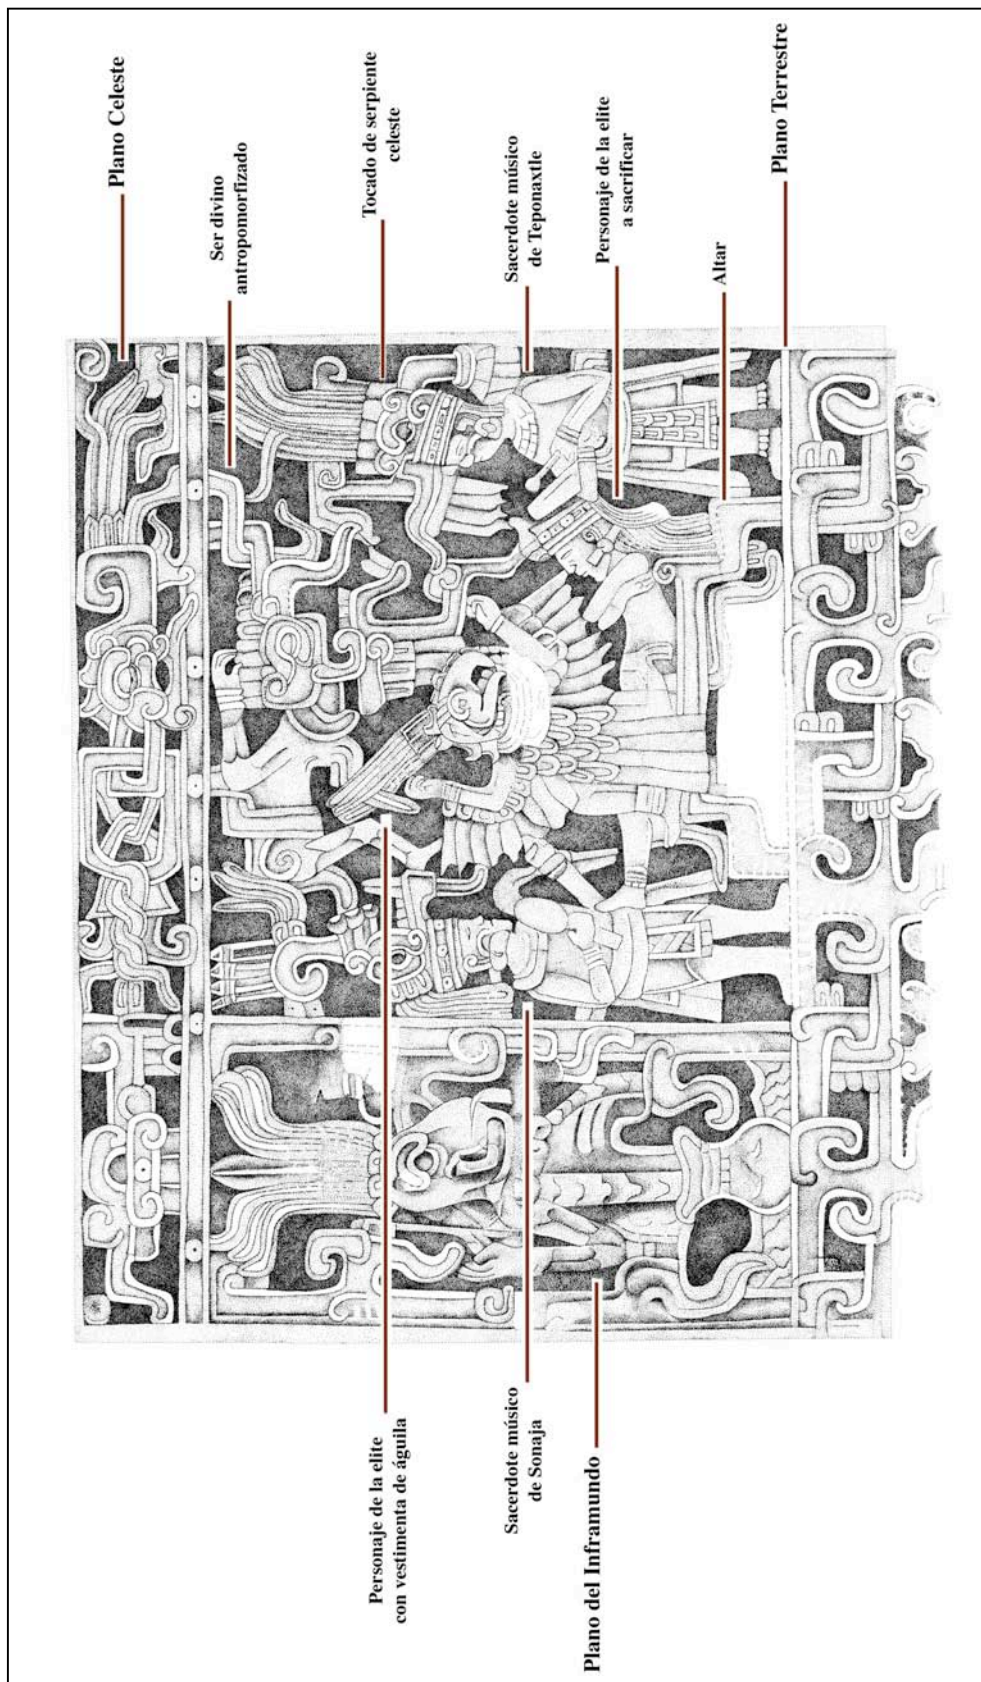 Plano Celeste
Ser divino
antropomorfizado
Tocado de serpiente
celeste
Sacerdote músico
de Teponaxtle
Personaje de la elite
a sacrificar
Altar
Plano Terrestre
Personaje de la elite
con vestimenta de águila
Sacerdote músico
de Sonaja
Plano del Inframundo